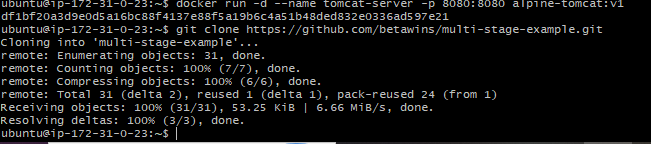 ubuntu@ip-172-31-0-23:~$ docker run -d --name tomcat-server -p 8080:8080 alpine-tomcat:v1
df1bf20a3d9e0d5a16bc88f4137e88f5a19b6c4a51b48ded832e0336ad597e21
ubuntu@ip-172-31-0-23:~$ git clone https://github.com/betawins/multi-stage-example.git
Cloning into 'multi-stage-example'...
remote: Enumerating objects: 31, done.
remote: Counting objects: 100% (7/7), done.
remote: Compressing objects: 100% (6/6), done.
remote: Total 31 (delta 2), reused 1 (delta 1), pack-reused 24 (from 1)
Receiving objects: 100% (31/31), 53.25 KiB | 6.66 MiB/s, done.
Resolving deltas: 100% (3/3), done.
ubuntu@ip-172-31-0-23:~$